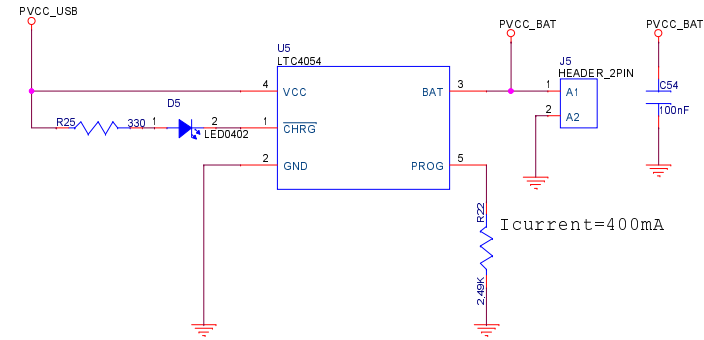 PVCC_USB
PVCC_BAT
PVCC_BAT
U5
LTC4054
J5
HEADER_2PIN
4
VCC
BAT
3
1
A1
C54
100nF
D5
R25
330
1
2
LED0402
1
CHRG
2
A2
2
GND
PROG
5
R22
2.49K
Icurrent=400mA